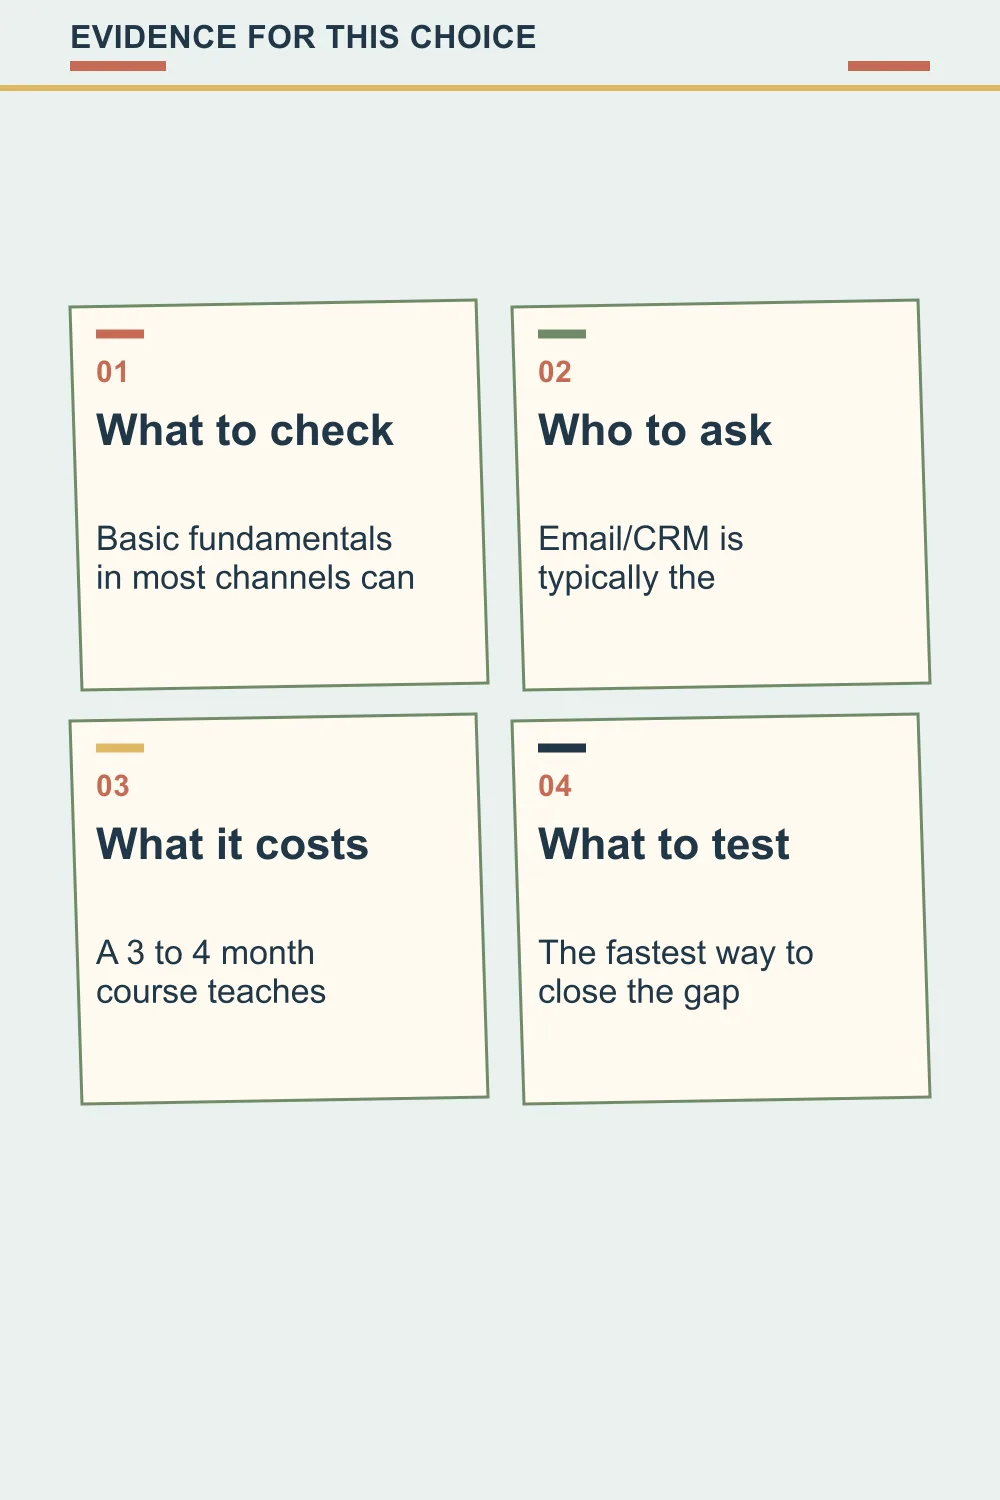 EVIDENCE FOR THIS CHOICE
01
What to check
Basic fundamentals
in most channels can
02
Who to ask
Email/CRM is
typically the
03
What it costs
A 3 to 4 month
course teaches
04
What to test
The fastest way to
close the gap